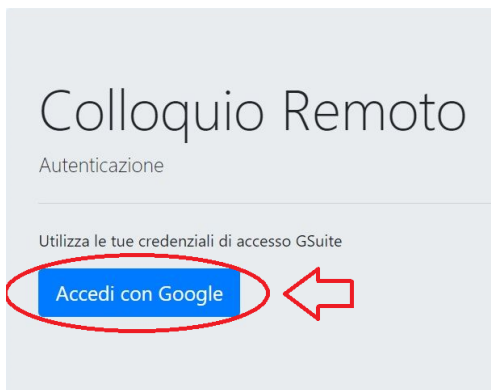 Colloquio Remoto
Autenticazione
Utilizza le tue credenziali di accesso GSuite
Accedi con Google